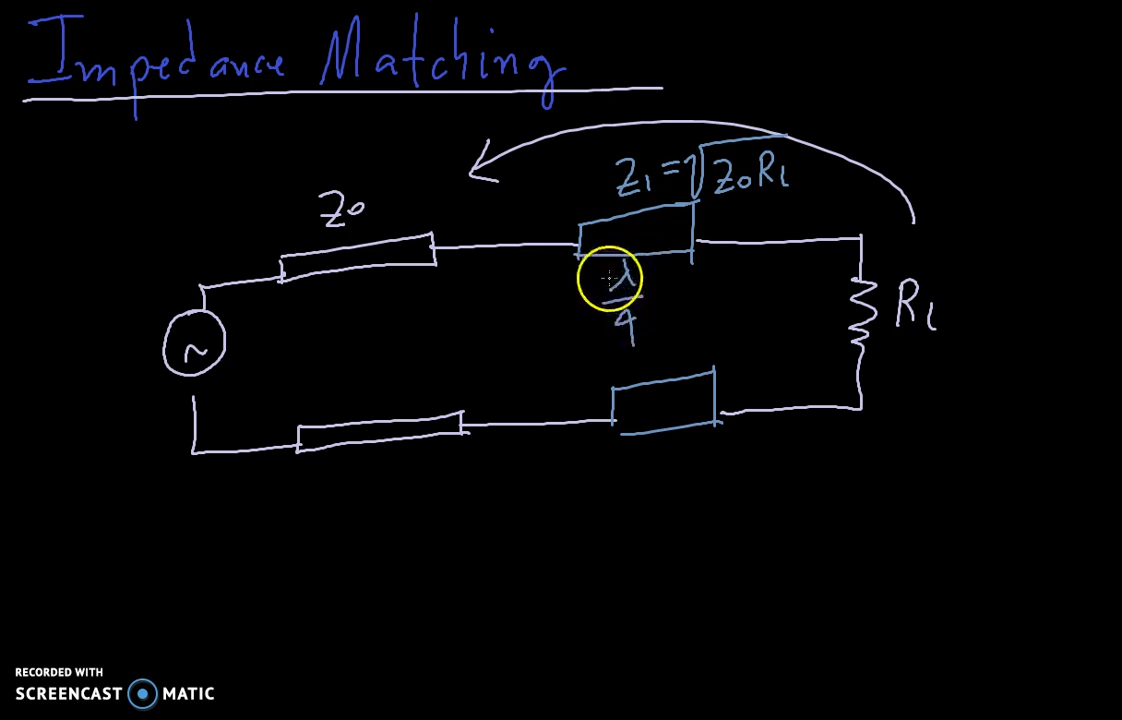 Impedance Matching
Z1 = √Z0RL
Z0
λ/4
RL
~
RECORDED WITH
SCREENCAST MATIC